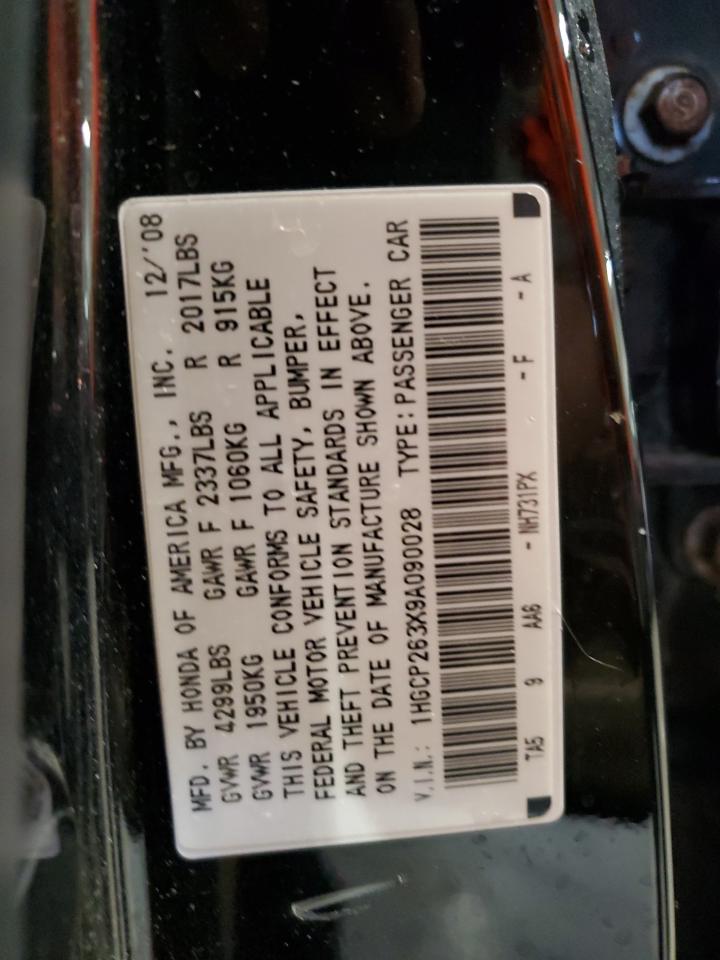 MFD. BY HONDA OF AMERICA MFG., INC. 12/'08
GVWR 4299LBS GAWR F 2337LBS R 2017LBS
GVWR 1950KG GAWR F 1060KG R 915KG
THIS VEHICLE CONFORMS TO ALL APPLICABLE
FEDERAL MOTOR VEHICLE SAFETY, BUMPER,
AND THEFT PREVENTION STANDARDS IN EFFECT
ON THE DATE OF MANUFACTURE SHOWN ABOVE.
V.I.N.: 1HGCP263X9A090028 TYPE: PASSENGER CAR
TA5 9 AA6 - NH731PX - F - A